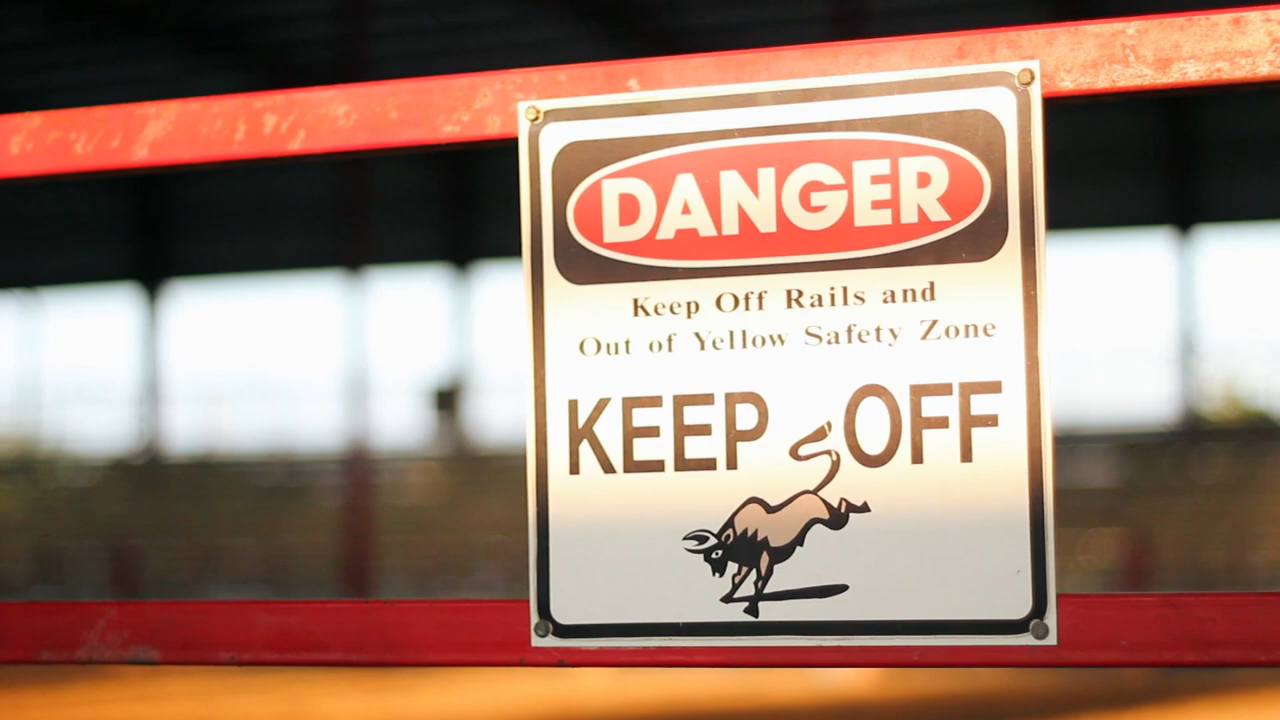 DANGER
Keep Off Rails and
Out of Yellow Safety Zone
KEEP OFF